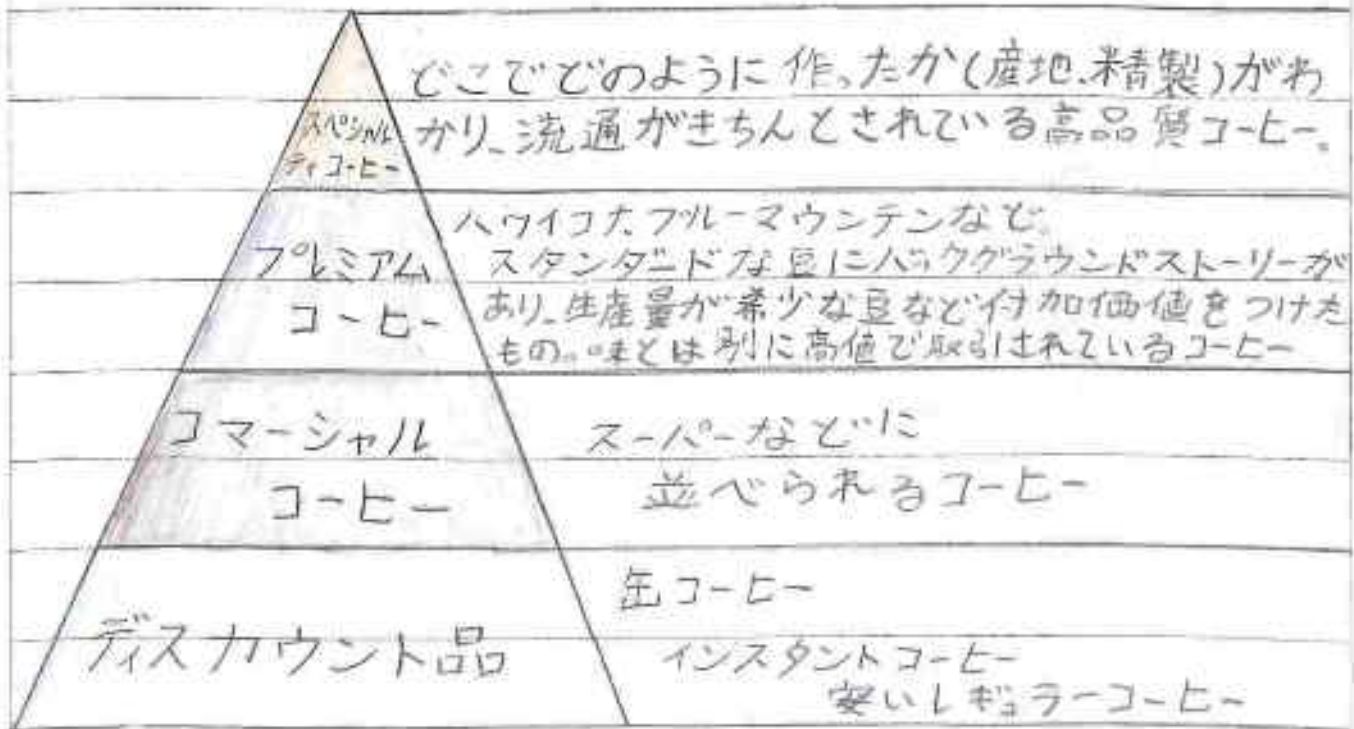 スペシャル
ティコーヒー
どこでどのように作ったか(産地、精製)がわ
かり、流通がきちんとされている高品質コーヒー。
プレミアム
コーヒー
ハワイコナ、ブルーマウンテンなど、
スタンダードな豆にバックグラウンドストーリーが
あり、生産量が希少な豆など付加価値をつけた
もの。味とは別に高値で取引されているコーヒー
コマーシャル
コーヒー
スーパーなどに
並べられるコーヒー
ディスカウント品
缶コーヒー
インスタントコーヒー
安いレギュラーコーヒー